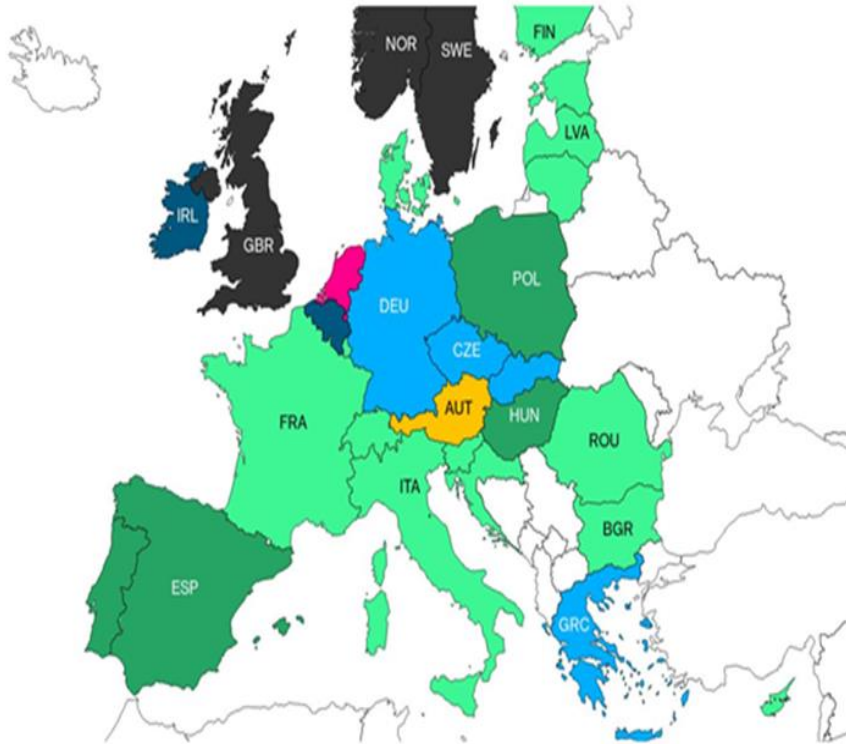 FIN
NOR
SWE
LVA
IRL
GBR
POL
DEU
CZE
AUT
HUN
FRA
ROU
ITA
BGR
ESP
GRC